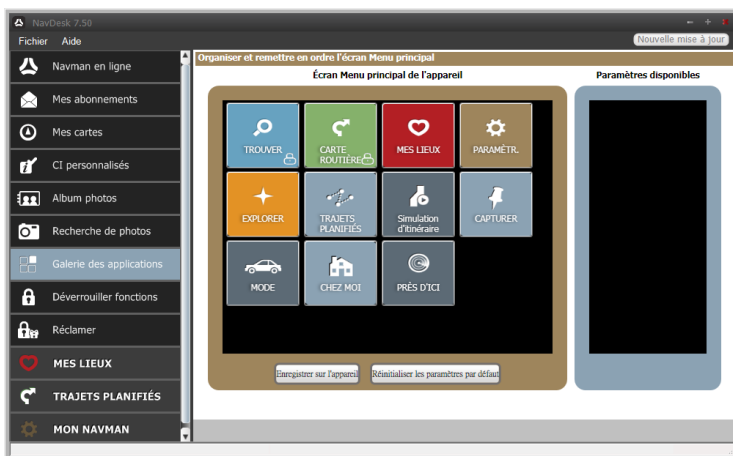 NavDesk 7.50
Fichier Aide
Nouvelle mise à jour
Navman en ligne
Mes abonnements
Mes cartes
CI personnalisés
Album photos
Recherche de photos
Galerie des applications
Déverrouiller fonctions
Réclamer
MES LIEUX
TRAJETS PLANIFIÉS
MON NAVMAN
Organiser et remettre en ordre l'écran Menu principal
Écran Menu principal de l'appareil
TROUVER
CARTE
ROUTIÈRE
MES LIEUX
PARAMÈTR.
EXPLORER
TRAJETS
PLANIFIÉS
Simulation
d'itinéraire
CAPTURER
MODE
CHEZ MOI
PRÈS D'ICI
Enregistrer sur l'appareil
Réinitialiser les paramètres par défaut
Paramètres disponibles